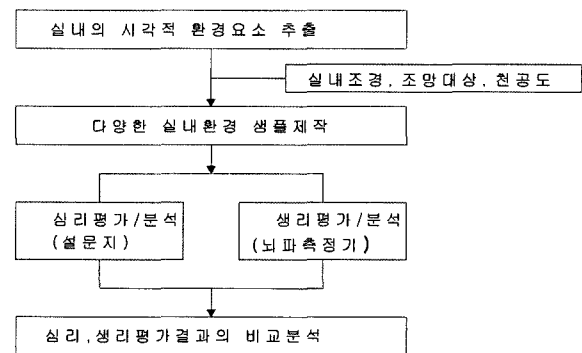 실내의 시각적 환경요소 추출
실내조경, 조망대상, 천공도
다양한 실내환경 샘플제작
심리평가/분석
(설문지)
생리평가/분석
(뇌파측정기)
심리,생리평가결과의 비교분석